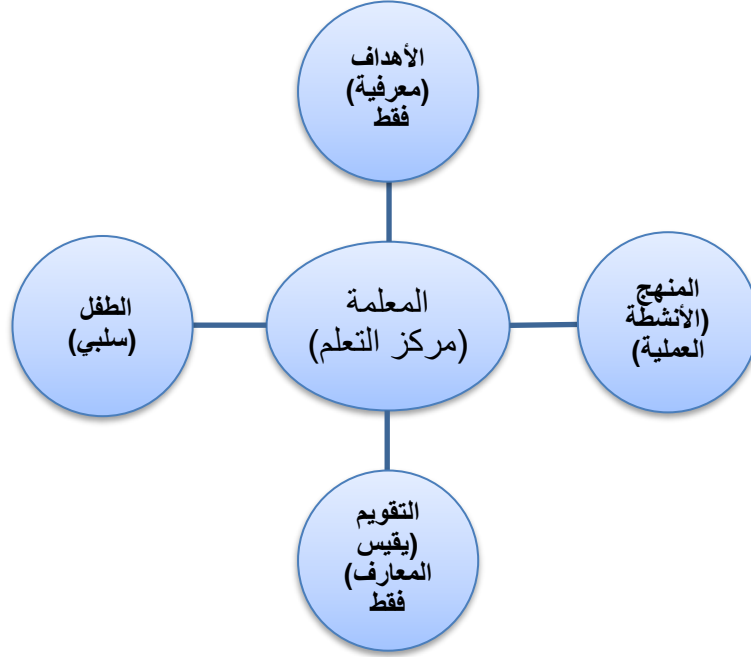 الأهداف
(معرفية)
فقط
المنهج
(الأنشطة
العملية)
المعلمة
(مركز التعلم)
الطفل
(سلبي)
التقويم
(يقيس
المعارف)
فقط